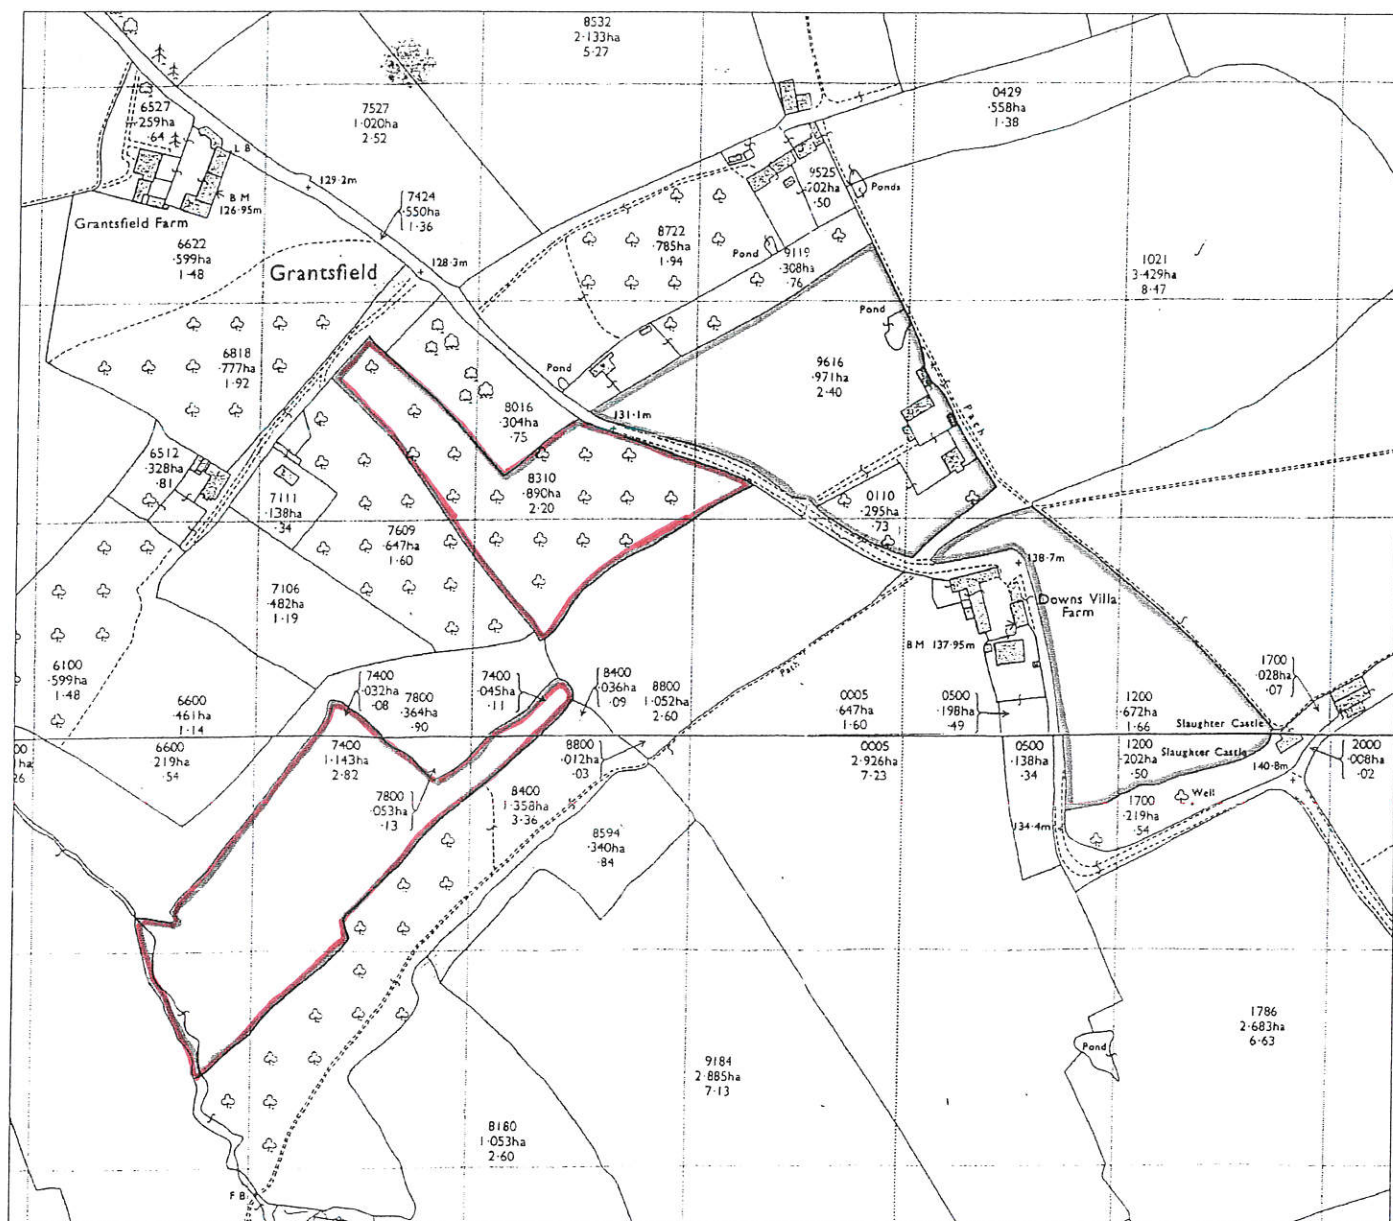 8532
2·133ha
5·27
6527
·259ha
·64
7527
1·020ha
2·52
0429
·558ha
1·38
L B
129·2m
B M
126·95m
7424
·550ha
1·36
9525
·202ha
·50
Ponds
Grantsfield Farm
6622
·599ha
1·48
Grantsfield
128·3m
8722
·785ha
1·94
Pond
9119
·308ha
·76
1021
3·429ha
8·47
6818
·777ha
1·92
Pond
Pond
9616
·971ha
2·40
8016
·304ha
·75
131·1m
Path
6512
·328ha
·81
7111
·138ha
·34
8310
·890ha
2·20
0110
·295ha
·73
7609
·647ha
1·60
138·7m
7106
·482ha
1·19
Downs Villa
Farm
B M 137·95m
Path
6100
·599ha
1·48
6600
·461ha
1·14
7400
·032ha
·08
7800
·364ha
·90
7400
·045ha
·11
8400
·036ha
·09
8800
1·052ha
2·60
0005
·647ha
1·60
0500
·198ha
·49
1200
·672ha
1·66
1700
·028ha
·07
Slaughter Castle
6600
·219ha
·54
7400
1·143ha
2·82
7800
·053ha
·13
8800
·012ha
·03
8400
1·358ha
3·36
0005
2·926ha
7·23
0500
·138ha
·34
1200
·202ha
·50
Slaughter Castle
140·8m
2000
·008ha
·02
1700
·219ha
·54
Well
134·4m
8594
·340ha
·84
9184
2·885ha
7·13
Pond
1786
2·683ha
6·63
8180
1·053ha
2·60
F B